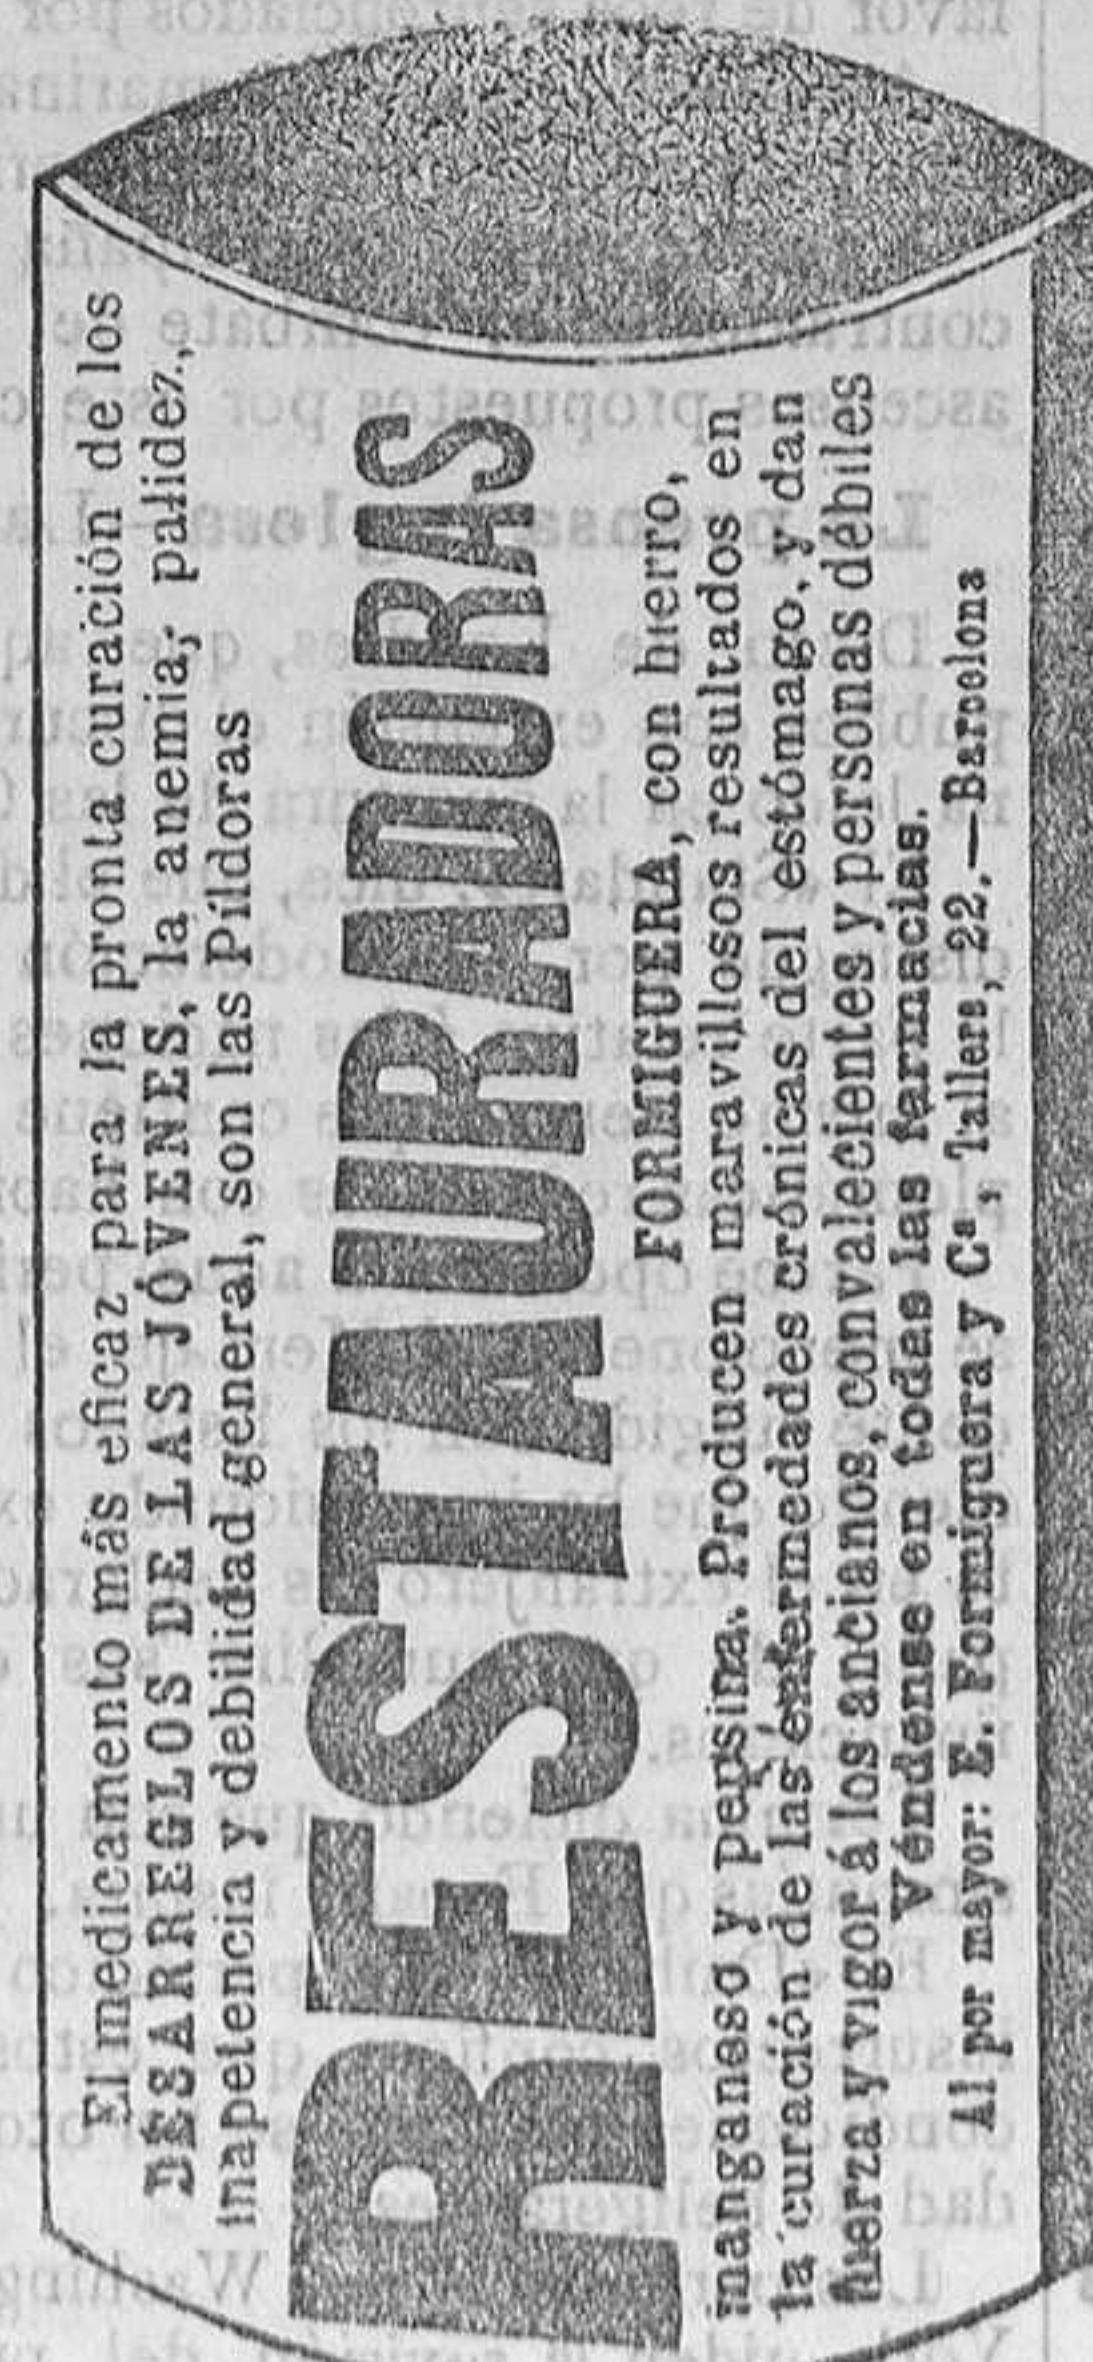 El medicamento más eficaz para la pronta curación de los
DESARREGLOS DE LAS JÓVENES, la anemia, palidez,
inapetencia y debilidad general, son las Píldoras
RESTAURADORAS
FORMIGUERA, con hierro,
manganeso y pepsina. Producen maravillosos resultados en
la curación de las enfermedades crónicas del estómago, y dan
fuerza y vigor á los ancianos, convalecientes y personas débiles
Véndense en todas las farmacias.
Al por mayor: E. Formiguera y Cª, Tallers, 22.—Barcelona